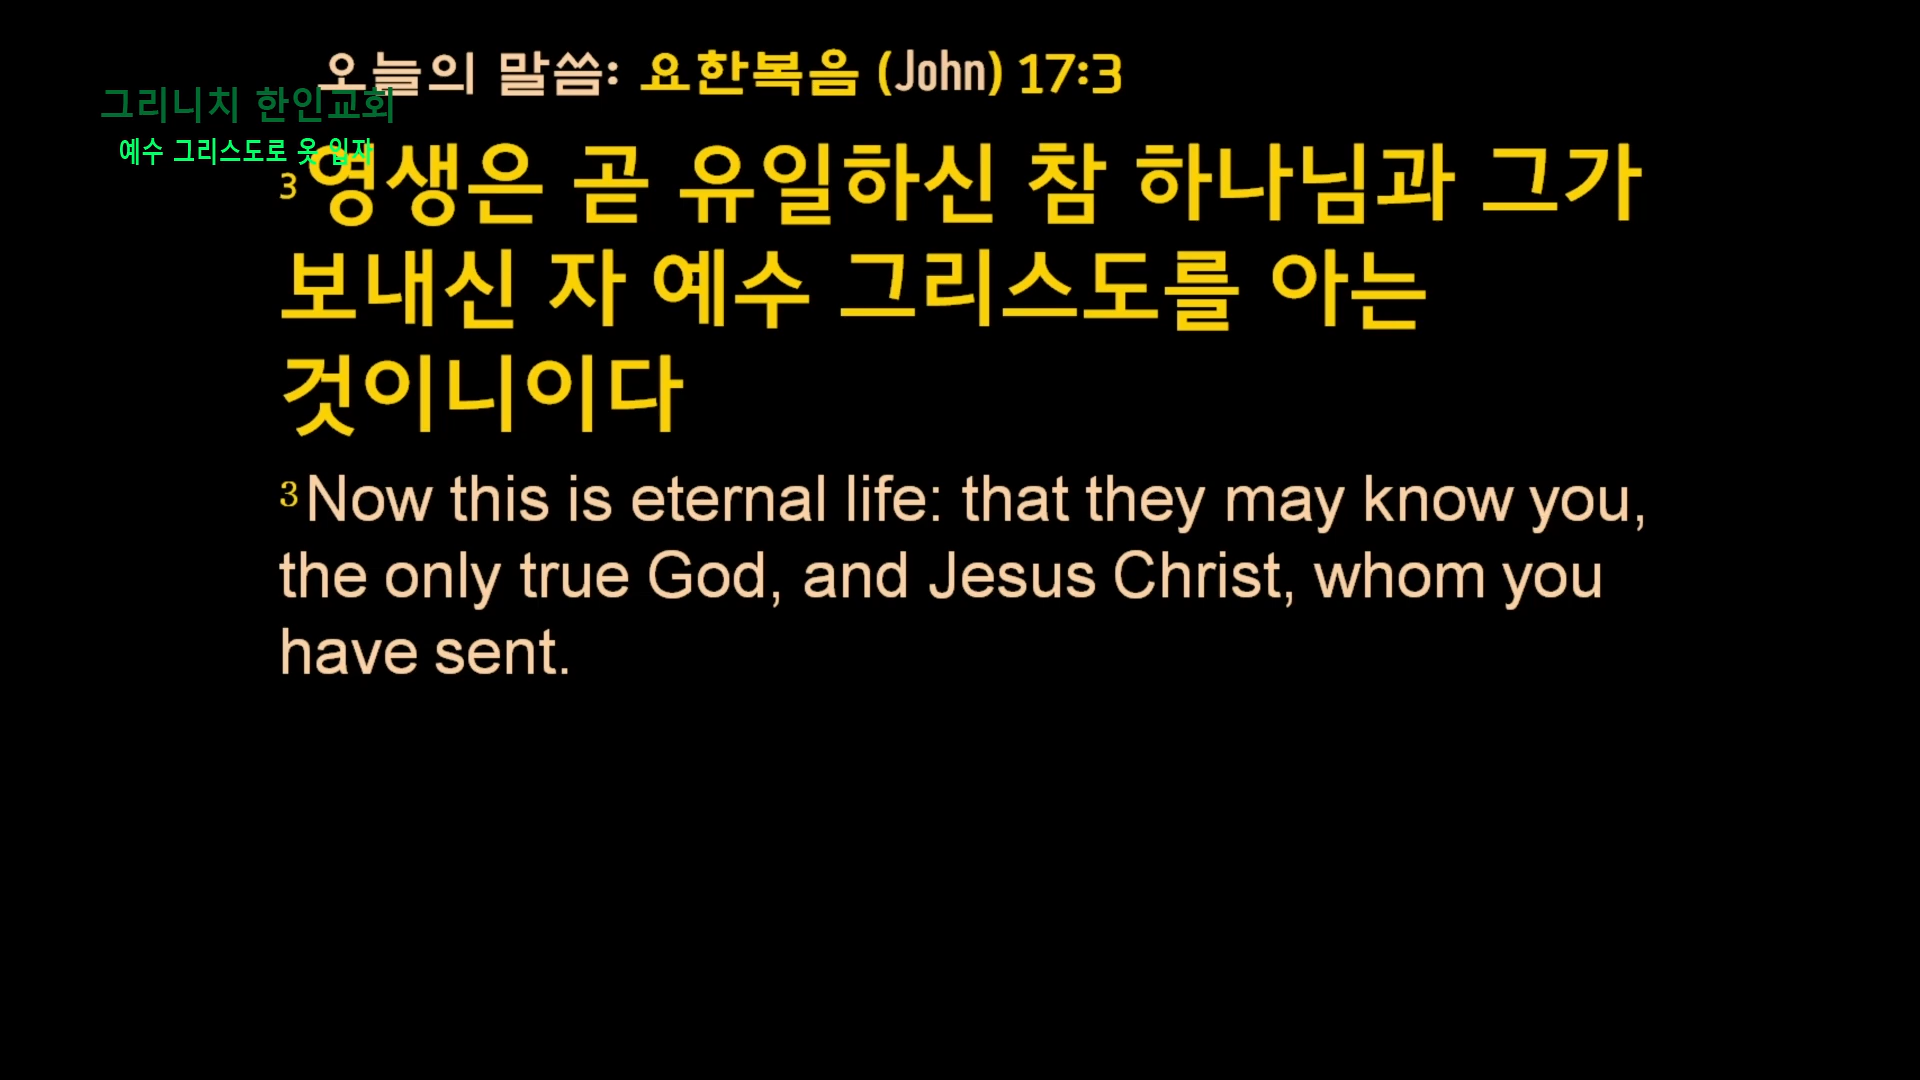 오늘의 말씀: 요한복음 (John) 17:3
그리니치 한인교회
예수 그리스도로 옷 입자
3영생은 곧 유일하신 참 하나님과 그가
보내신 자 예수 그리스도를 아는
것이니이다
3Now this is eternal life: that they may know you,
the only true God, and Jesus Christ, whom you
have sent.